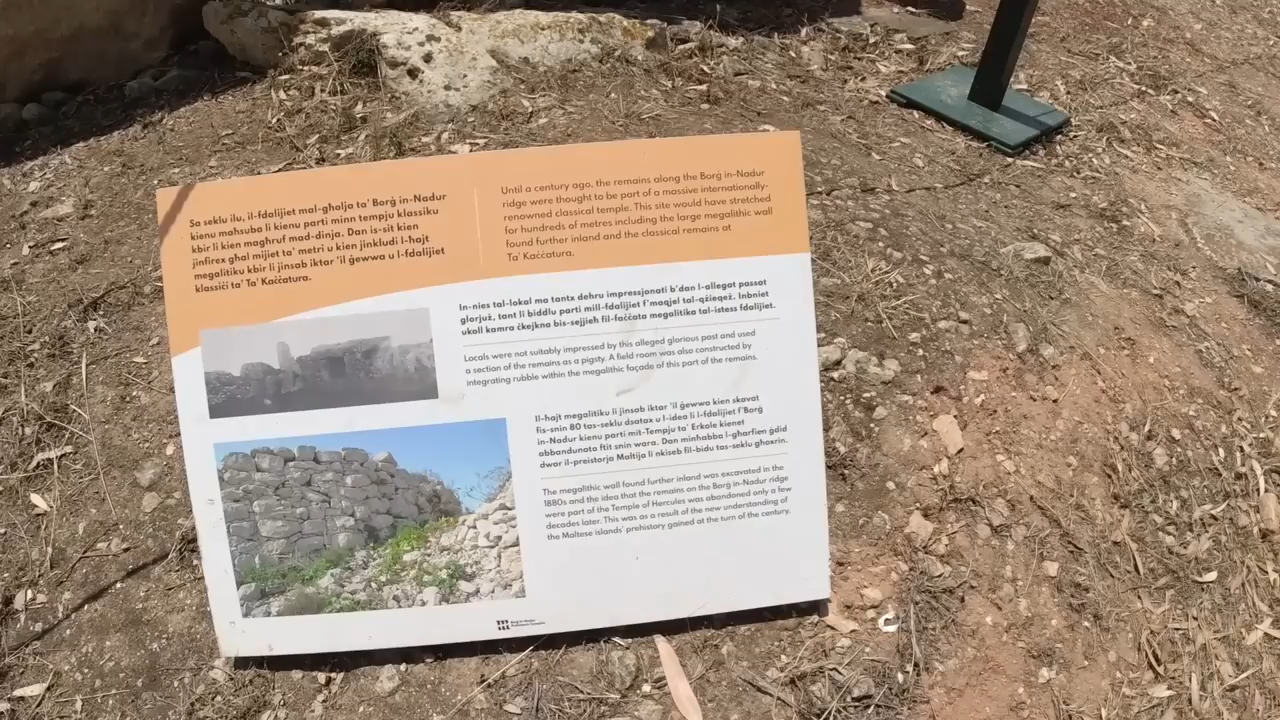 Sa seklu ilu, il-fdalijiet mal-għolja ta' Borġ in-Nadur
kienu maħsuba li kienu parti minn tempju klassiku
kbir li kien magħruf mad-dinja. Dan is-sit kien
jinfirex għal mijiet ta' metri u kien jinkludi l-ħajt
megalitiku kbir li jinsab iktar 'il ġewwa u l-fdalijiet
klassiċi ta' Ta' Kaċċatura.
Until a century ago, the remains along the Borġ in-Nadur
ridge were thought to be part of a massive internationally-
renowned classical temple. This site would have stretched
for hundreds of metres including the large megalithic wall
found further inland and the classical remains at
Ta' Kaċċatura.
In-nies tal-lokal ma tantx dehru impressjonati b'dan l-allegat passat
glorjuż, tant li biddlu parti mill-fdalijiet f'maqjel tal-qżieqeż. Inbniet
ukoll kamra ċkejkna bis-sejjieħ fil-faċċata megalitika tal-istess fdalijiet.
Locals were not suitably impressed by this alleged glorious past and used
a section of the remains as a pigsty. A field room was also constructed by
integrating rubble within the megalithic façade of this part of the remains.
Il-ħajt megalitiku li jinsab iktar 'il ġewwa kien skavat
fis-snin 80 tas-seklu dsatax u l-idea li l-fdalijiet f'Borġ
in-Nadur kienu parti mit-Tempju ta' Erkole kienet
abbandunata ftit snin wara. Dan minħabba l-għarfien ġdid
dwar il-preistorja Maltija li nkiseb fil-bidu tas-seklu għoxrin.
The megalithic wall found further inland was excavated in the
1880s and the idea that the remains on the Borġ in-Nadur ridge
were part of the Temple of Hercules was abandoned only a few
decades later. This was as a result of the new understanding of
the Maltese islands' prehistory gained at the turn of the century.